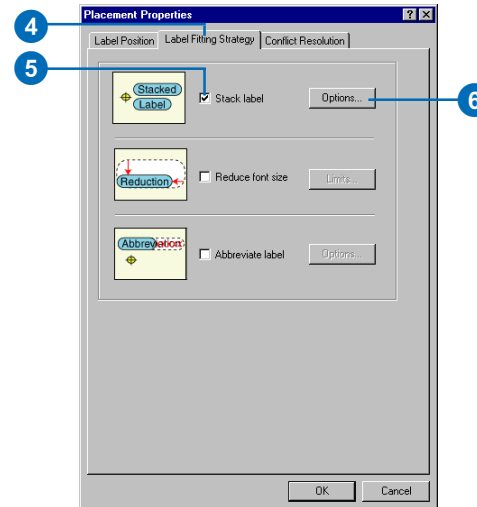 Placement Properties
4
Label Position Label Fitting Strategy Conflict Resolution
5
Stacked
Label
Stack label
Options...
6
Reduction
Reduce font size
Limits...
Abbreviation
Abbreviate label
Options...
OK Cancel